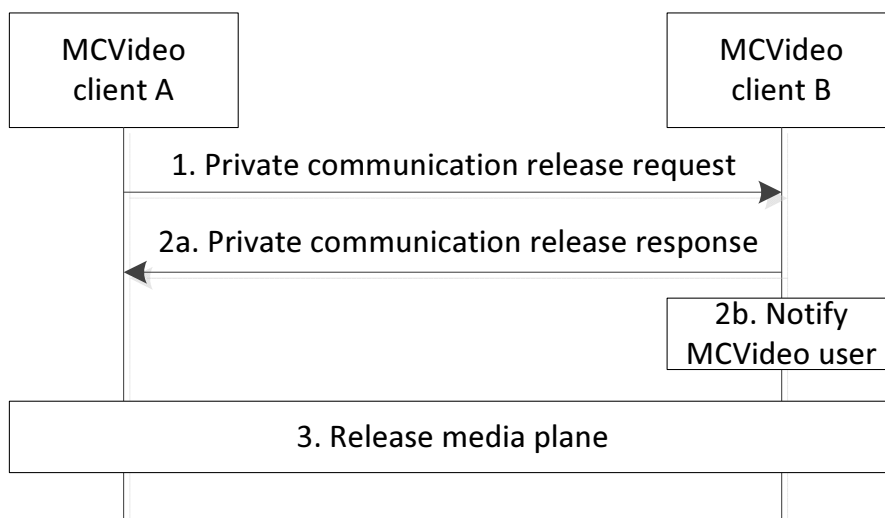 MCVideo
client A
MCVideo
client B
1. Private communication release request
2a. Private communication release response
2b. Notify
MCVideo user
3. Release media plane